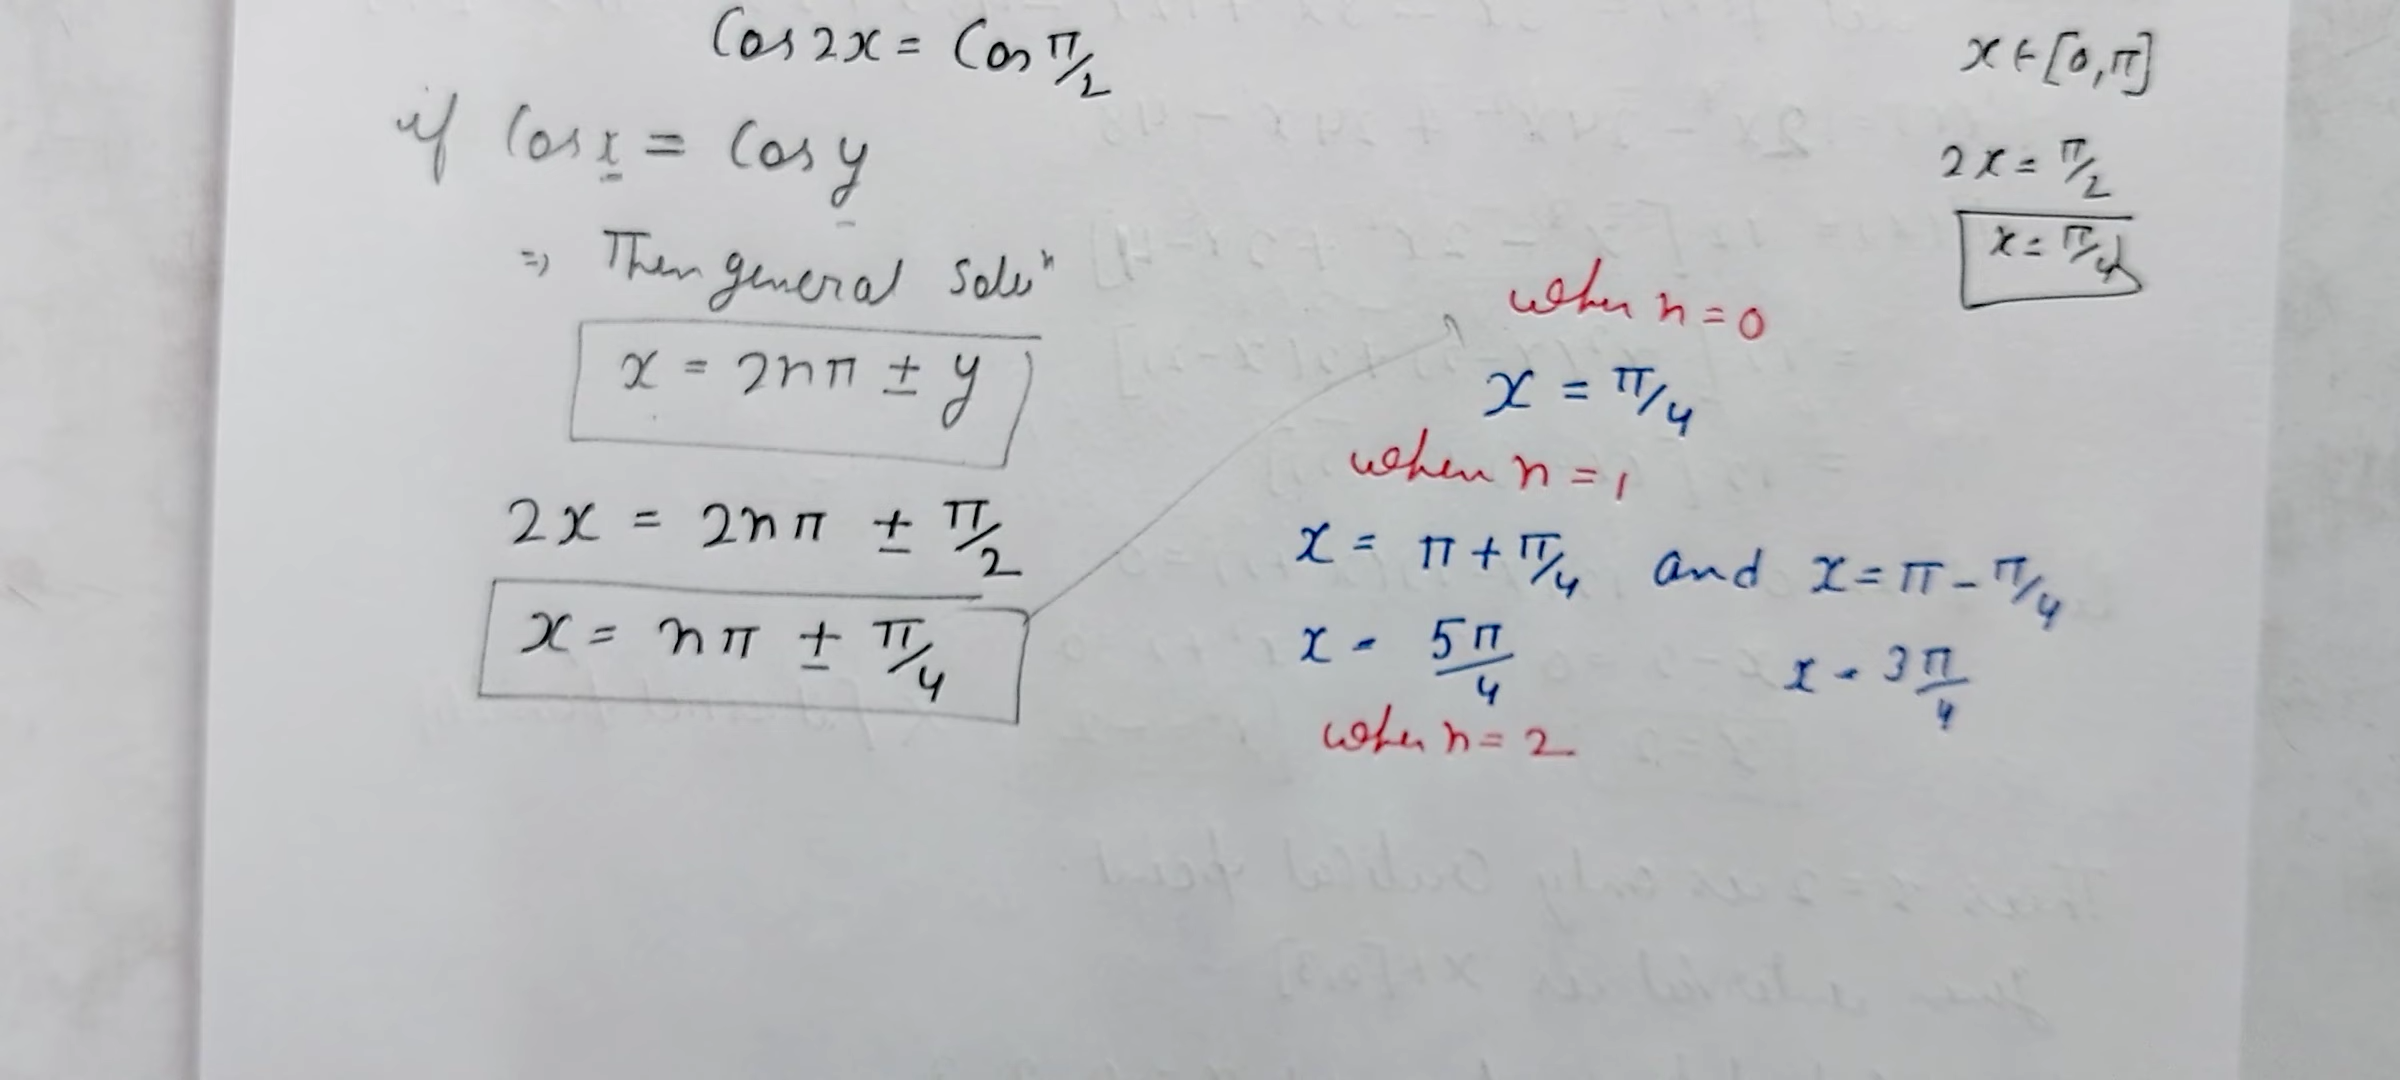 Cos 2x = Cos π/2
if Cos x = Cos y
⇒ Then general soluⁿ
x = 2nπ ± y
2x = 2nπ ± π/2
x = nπ ± π/4
x ∈ [0, π]
2x = π/2
x = π/4
when n = 0
x = π/4
when n = 1
x = π + π/4 and x = π - π/4
x = 5π/4 x = 3π/4
when n = 2